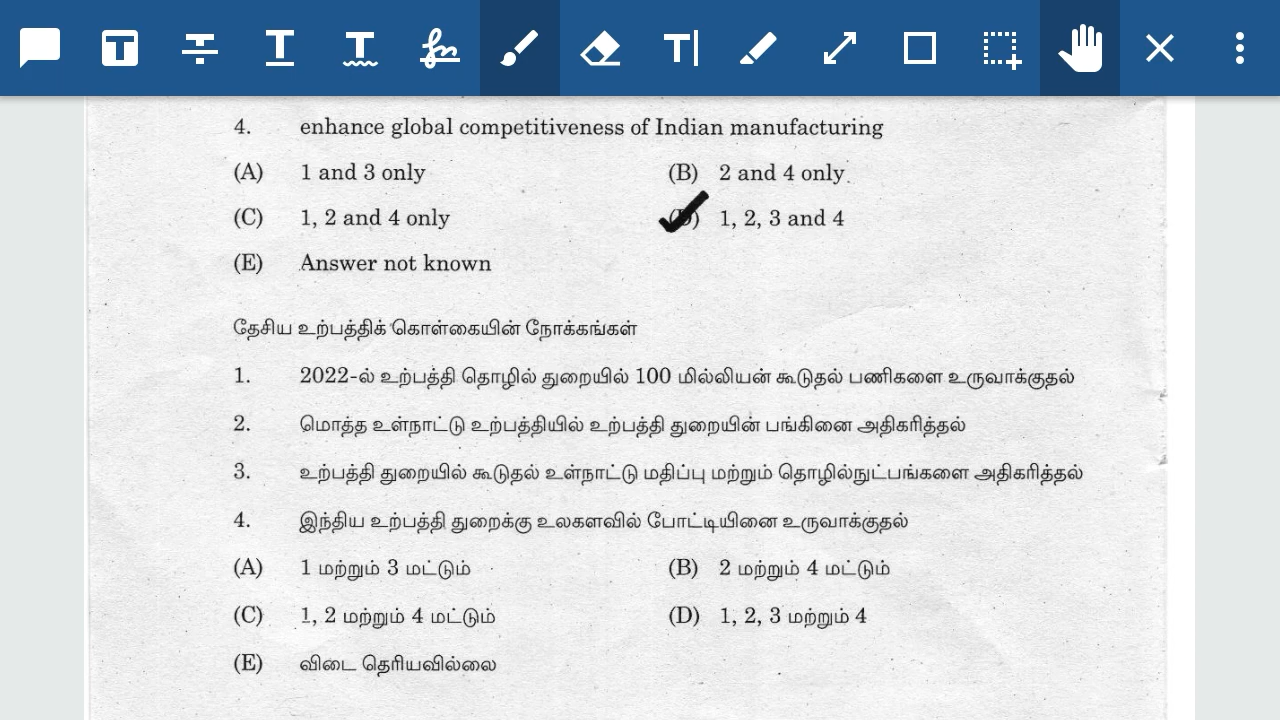 4. enhance global competitiveness of Indian manufacturing
(A) 1 and 3 only (B) 2 and 4 only
(C) 1, 2 and 4 only (D) 1, 2, 3 and 4
(E) Answer not known
தேசிய உற்பத்திக் கொள்கையின் நோக்கங்கள்
1. 2022-ல் உற்பத்தி தொழில் துறையில் 100 மில்லியன் கூடுதல் பணிகளை உருவாக்குதல்
2. மொத்த உள்நாட்டு உற்பத்தியில் உற்பத்தி துறையின் பங்கினை அதிகரித்தல்
3. உற்பத்தி துறையில் கூடுதல் உள்நாட்டு மதிப்பு மற்றும் தொழில்நுட்பங்களை அதிகரித்தல்
4. இந்திய உற்பத்தி துறைக்கு உலகளவில் போட்டியினை உருவாக்குதல்
(A) 1 மற்றும் 3 மட்டும் (B) 2 மற்றும் 4 மட்டும்
(C) 1, 2 மற்றும் 4 மட்டும் (D) 1, 2, 3 மற்றும் 4
(E) விடை தெரியவில்லை